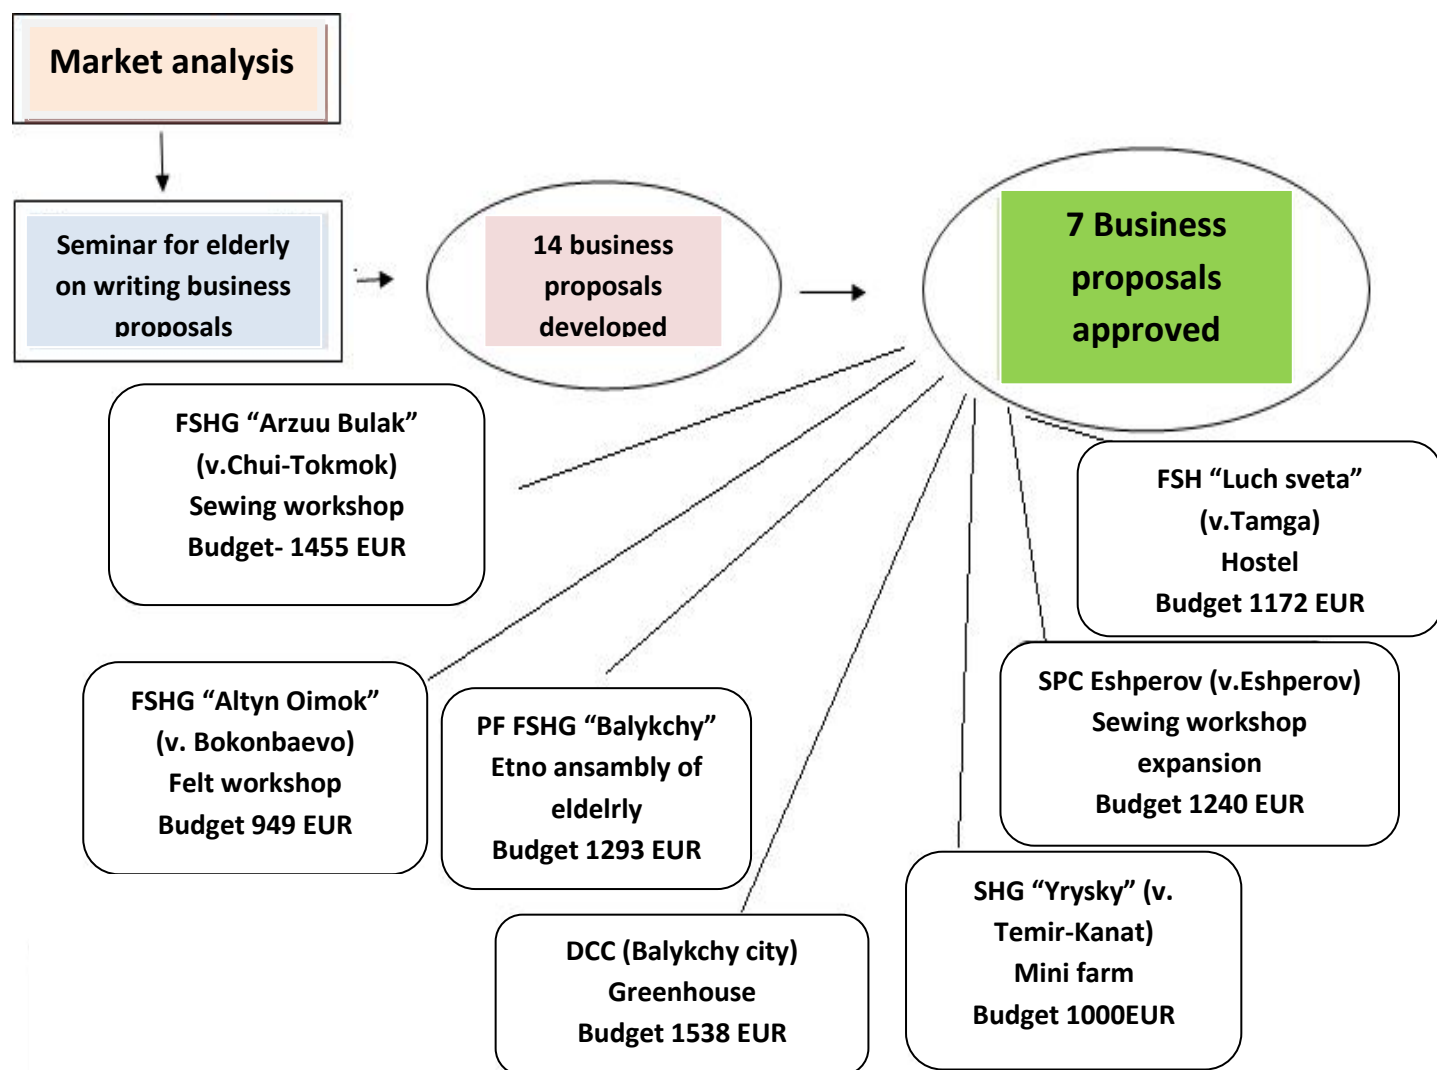 Market analysis
Seminar for elderly
on writing business
proposals
14 business
proposals
developed
7 Business
proposals
approved
FSHG “Arzuu Bulak”
(v.Chui-Tokmok)
Sewing workshop
Budget- 1455 EUR
FSH “Luch sveta”
(v.Tamga)
Hostel
Budget 1172 EUR
FSHG “Altyn Oimok”
(v. Bokonbaevo)
Felt workshop
Budget 949 EUR
PF FSHG “Balykchy”
Etno ansambly of
eldelrly
Budget 1293 EUR
SPC Eshperov (v.Eshperov)
Sewing workshop
expansion
Budget 1240 EUR
DCC (Balykchy city)
Greenhouse
Budget 1538 EUR
SHG “Yrysky” (v.
Temir-Kanat)
Mini farm
Budget 1000EUR